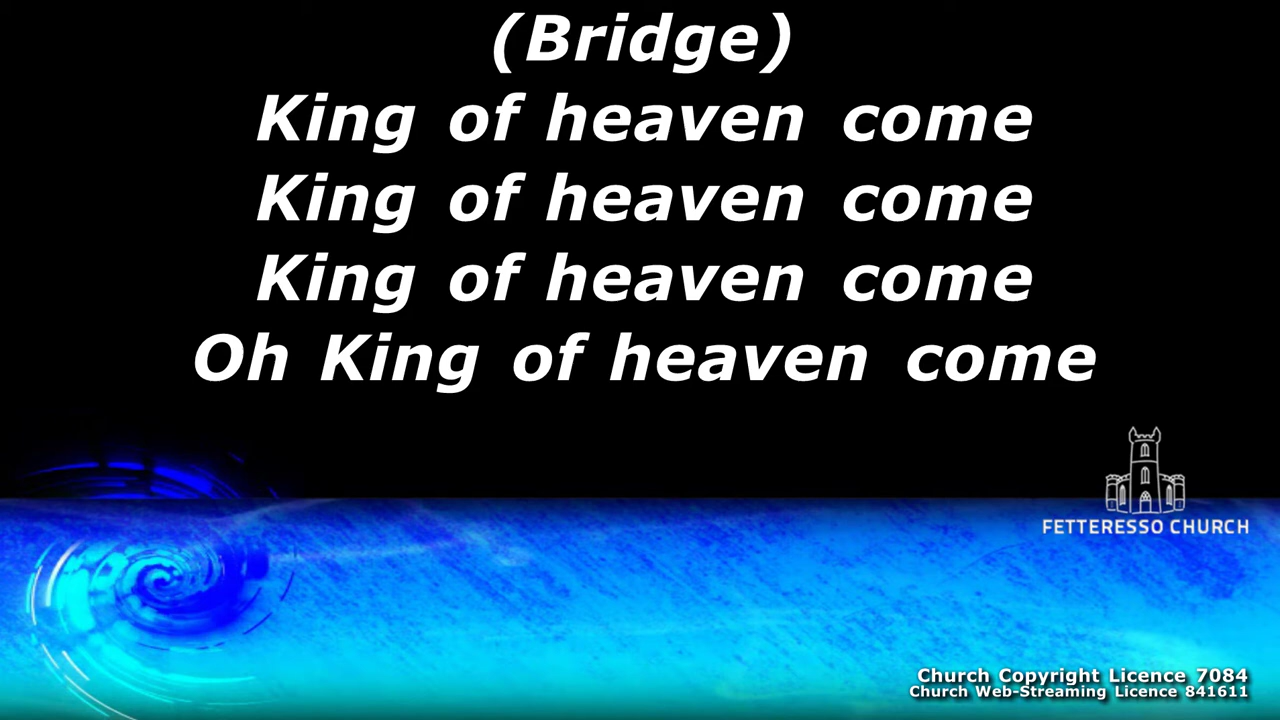 (Bridge)
King of heaven come
King of heaven come
King of heaven come
Oh King of heaven come
FETTERESSO CHURCH
Church Copyright Licence 7084
Church Web-Streaming Licence 841611